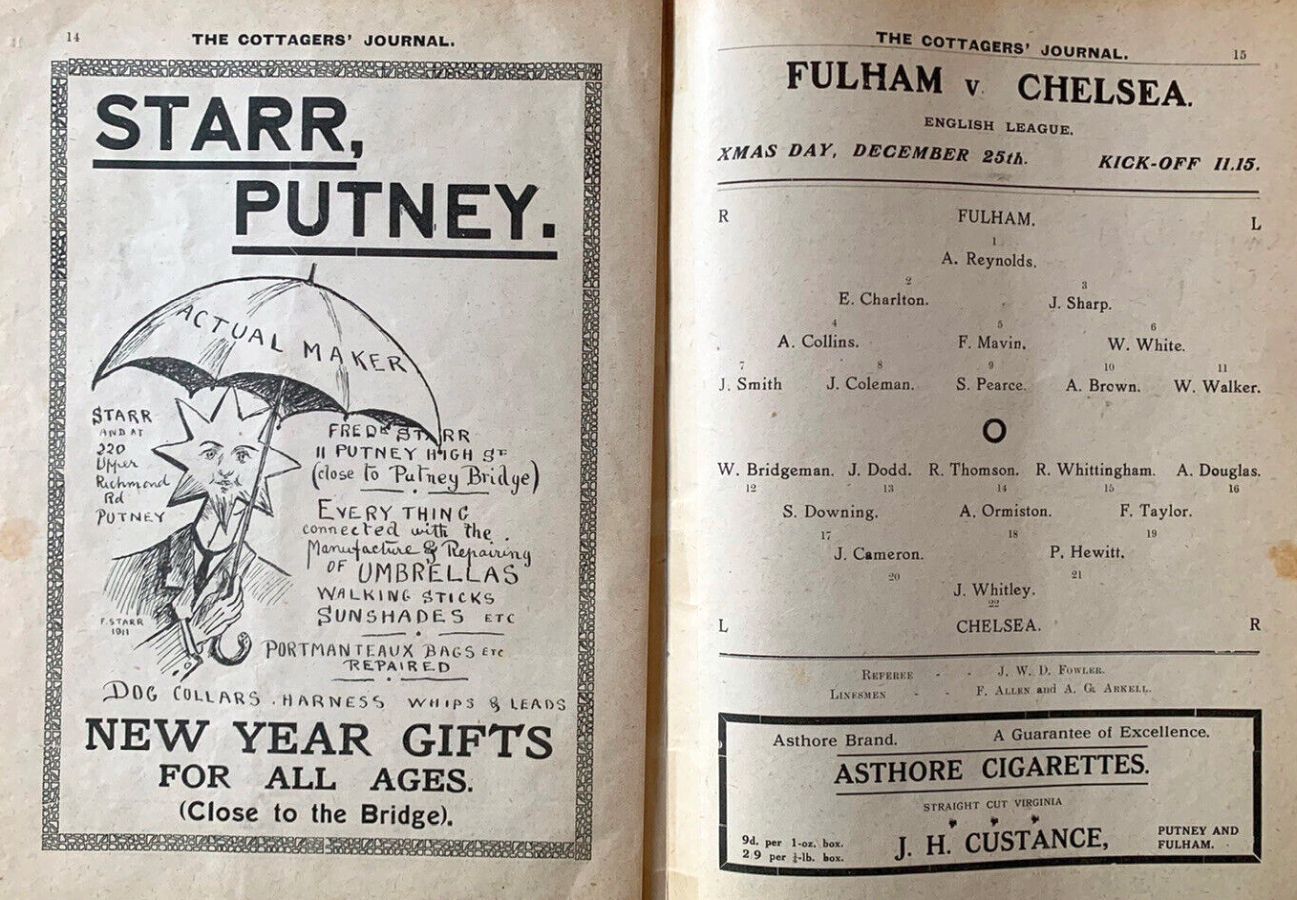 14
THE COTTAGERS' JOURNAL.
STARR,
PUTNEY.
ACTUAL MAKER
STARR
AND AT
220
Upper
Richmond
Rd
PUTNEY
F. STARR
1911
FREDK STARR
11 PUTNEY HIGH ST
(close to Putney Bridge)
EVERY THING
connected with the
Manufacture & Repairing
OF UMBRELLAS
WALKING STICKS
SUNSHADES ETC
PORTMANTEAUX BAGS ETC
REPAIRED
DOG COLLARS . HARNESS WHIPS & LEADS
NEW YEAR GIFTS
FOR ALL AGES.
(Close to the Bridge).
THE COTTAGERS' JOURNAL.
15
FULHAM v. CHELSEA.
ENGLISH LEAGUE.
XMAS DAY, DECEMBER 25th. KICK-OFF 11.15.
R FULHAM. L
1
A. Reynolds.
2 3
E. Charlton. J. Sharp.
4 5 6
A. Collins. F. Mavin. W. White.
7 8 9 10 11
J. Smith J. Coleman. S. Pearce. A. Brown. W. Walker.
O
W. Bridgeman. J. Dodd. R. Thomson. R. Whittingham. A. Douglas.
12 13 14 15 16
S. Downing. A. Ormiston. F. Taylor.
17 18 19
J. Cameron. P. Hewitt.
20 21
J. Whitley.
22
L CHELSEA. R
REFEREE - - J. W. D. FOWLER.
LINESMEN - - F. ALLEN and A. G. ARKELL.
Asthore Brand. A Guarantee of Excellence.
ASTHORE CIGARETTES.
STRAIGHT CUT VIRGINIA
9d. per 1-oz. box.
2/9 per ¼-lb. box.
J. H. CUSTANCE,
PUTNEY AND
FULHAM.